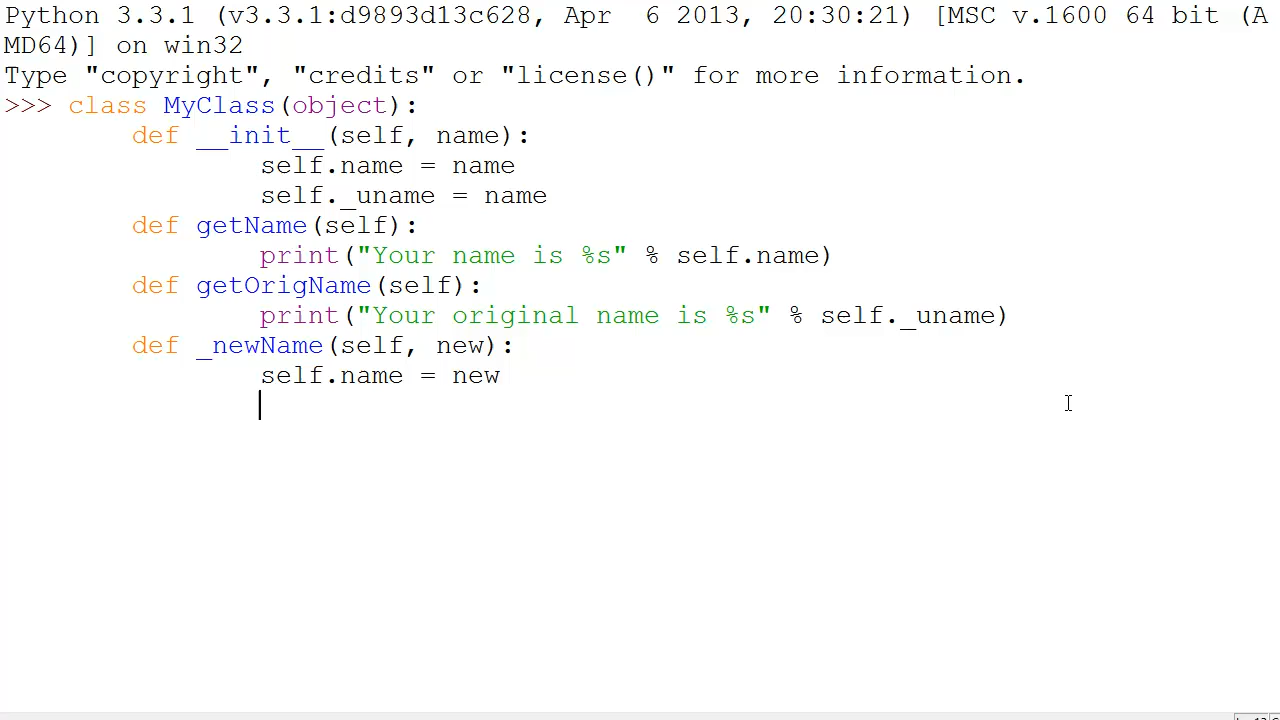 Python 3.3.1 (v3.3.1:d9893d13c628, Apr  6 2013, 20:30:21) [MSC v.1600 64 bit (A
MD64)] on win32
Type "copyright", "credits" or "license()" for more information.
>>> class MyClass(object):
        def __init__(self, name):
                self.name = name
                self._uname = name
        def getName(self):
                print("Your name is %s" % self.name)
        def getOrigName(self):
                print("Your original name is %s" % self._uname)
        def _newName(self, new):
                self.name = new